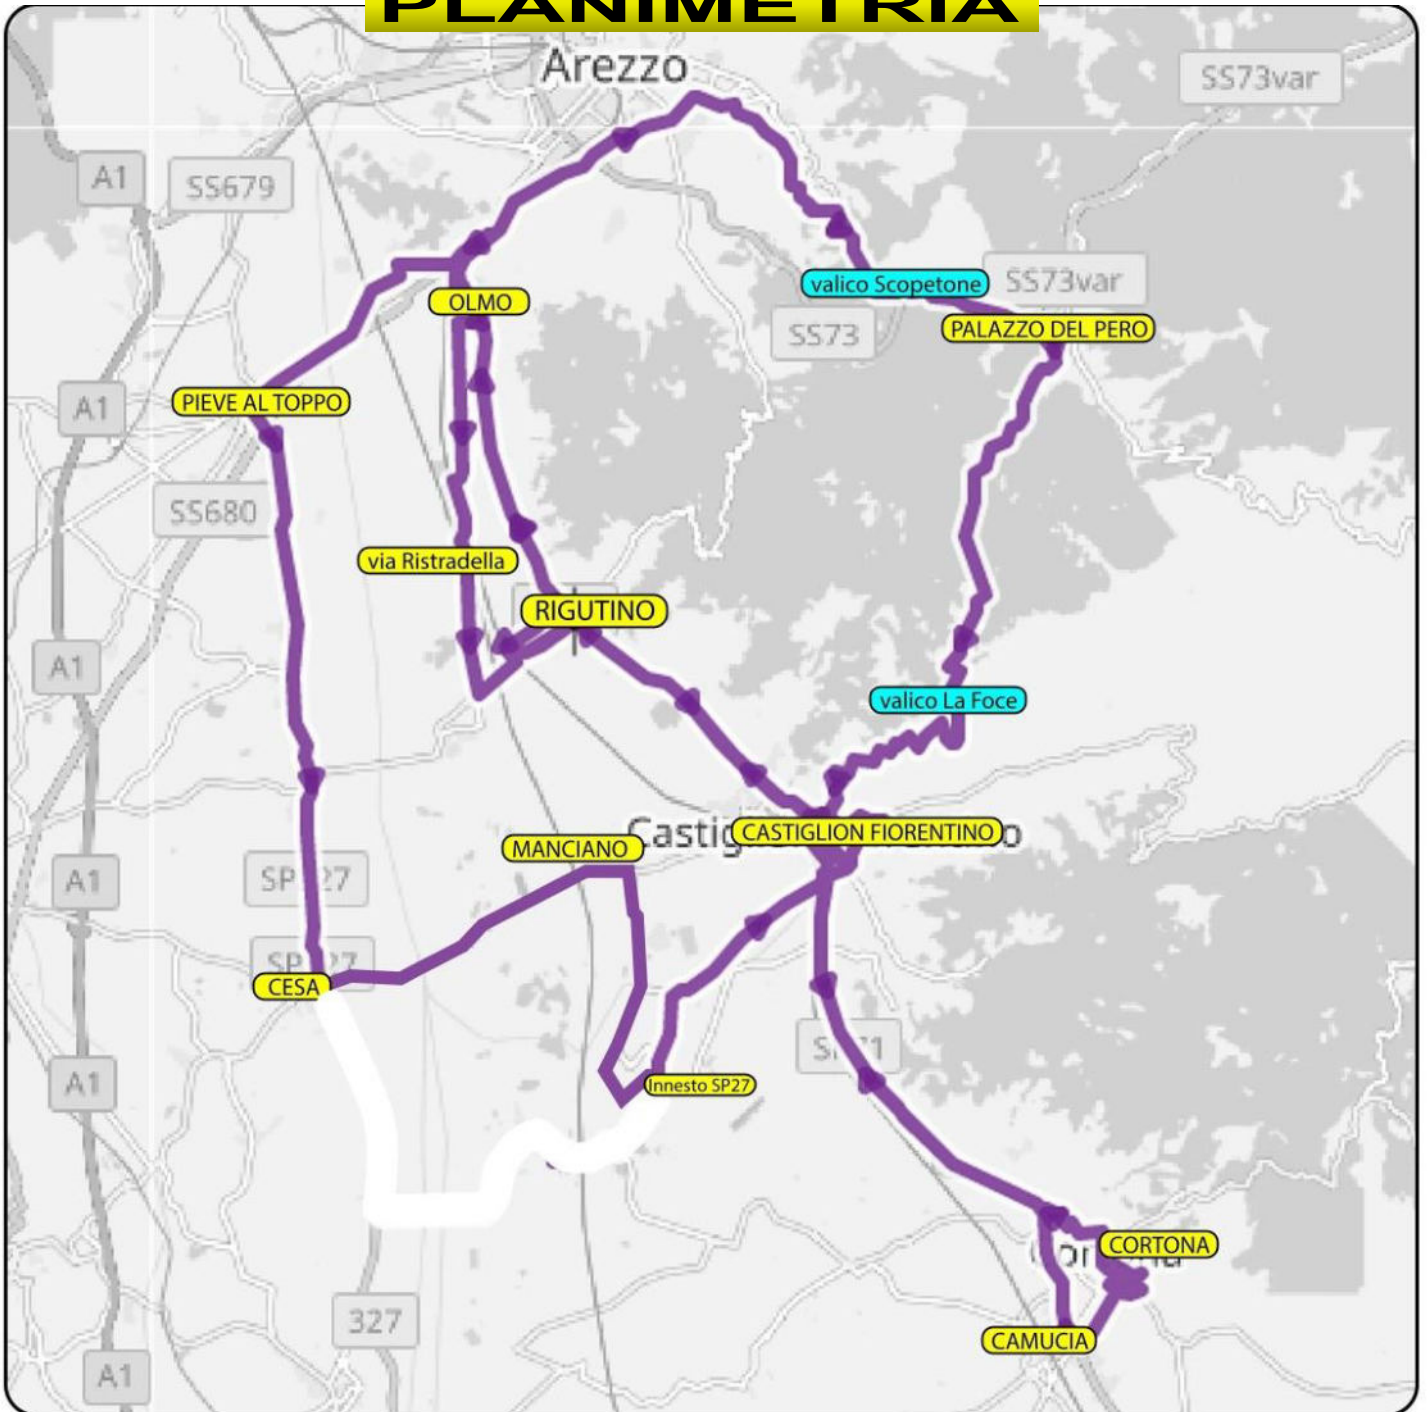 PLANIMETRIA
Arezzo
SS73var
A1
SS679
valico Scopetone
SS73var
OLMO
SS73
PALAZZO DEL PERO
PIEVE AL TOPPO
A1
SS680
via Ristradella
RIGUTINO
A1
valico La Foce
CASTIGLION FIORENTINO
MANCIANO
A1
CESA
A1
Innesto SP27
CORTONA
327
CAMUCIA
A1